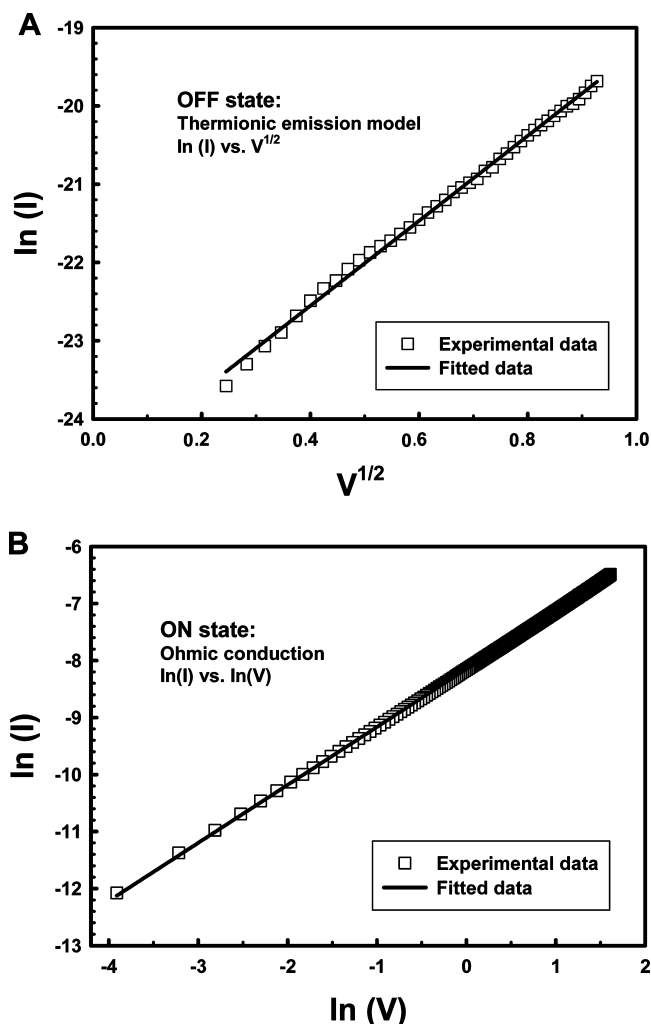 A
-19
-20
-21
-22
-23
-24
ln (I)
OFF state:
Thermionic emission model
ln (I) vs. V1/2
Experimental data
Fitted data
0.0 0.2 0.4 0.6 0.8 1.0
V1/2
B
-6
-7
-8
-9
-10
-11
-12
-13
ln (I)
ON state:
Ohmic conduction
ln(I) vs. ln(V)
Experimental data
Fitted data
-4 -3 -2 -1 0 1 2
ln (V)